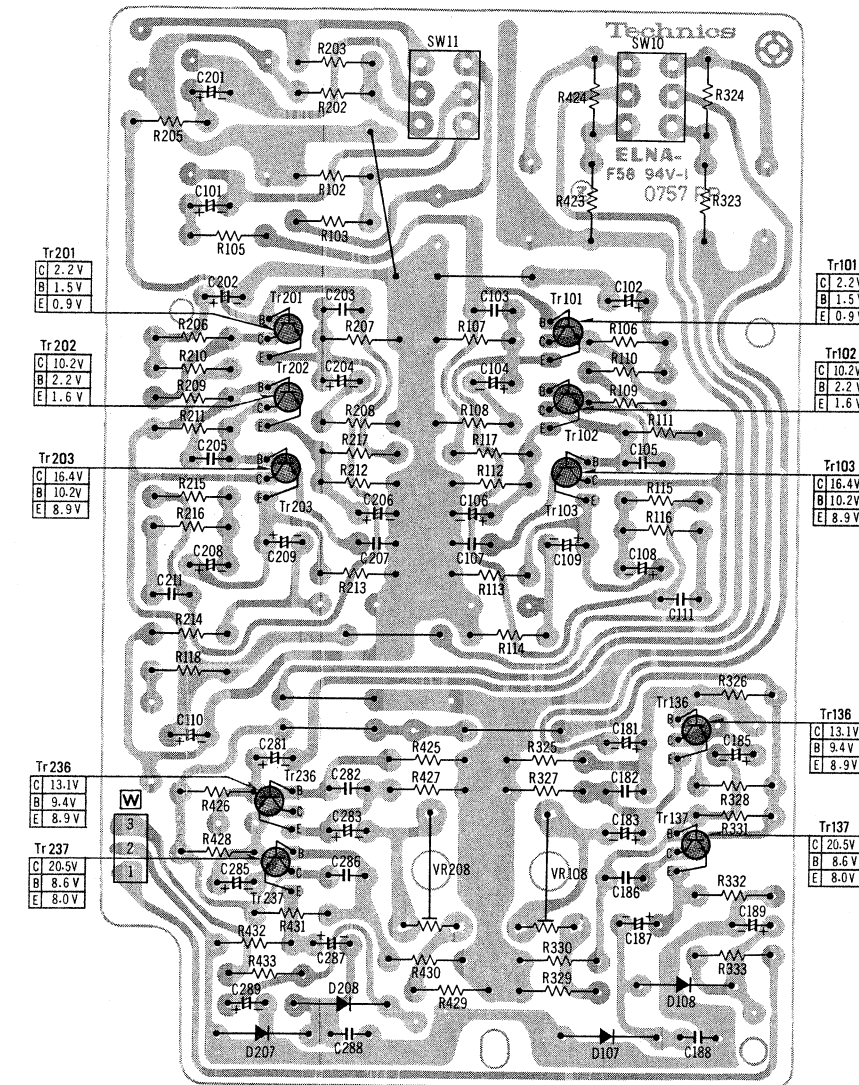 Technics
R203
SW11
SW10
C201
R202
R424
R324
R205
ELNA-
F58 94V-1
0757
R102
C101
R423
R323
R103
R105
Tr201
C 2.2V
B 1.5V
E 0.9V
Tr101
C 2.2V
B 1.5V
E 0.9V
C202
Tr201
C203
C103
Tr101
C102
B
C
E
B
C
E
R206
R207
R107
R106
Tr202
C 10.2V
B 2.2V
E 1.6V
Tr102
C 10.2V
B 2.2V
E 1.6V
R210
Tr202
C204
C104
R110
R209
B
C
E
B
C
E
R109
R211
R208
R108
R111
Tr102
C205
R217
R117
C105
Tr203
C 16.4V
B 10.2V
E 8.9V
Tr103
C 16.4V
B 10.2V
E 8.9V
B
C
E
B
C
E
R215
R212
R112
R115
Tr203
C206
C106
Tr103
R216
R116
C208
C209
C207
C107
C109
C108
C211
R213
R113
C111
R214
R114
R118
R326
C110
Tr136
C 13.1V
B 9.4V
E 8.9V
C281
R425
R325
C181
Tr136
B
C
E
C185
Tr236
C 13.1V
B 9.4V
E 8.9V
Tr236
C282
R427
R327
C182
R328
R426
B
C
E
W
3
2
1
C283
C183
Tr137
R331
Tr137
C 20.5V
B 8.6V
E 8.0V
Tr237
C 20.5V
B 8.6V
E 8.0V
R428
B
C
E
B
C
E
C285
C286
VR208
VR108
C186
R332
Tr237
R431
C189
R432
C287
C187
R433
R430
R330
R333
C289
D208
R429
R329
D108
D207
C288
D107
C188